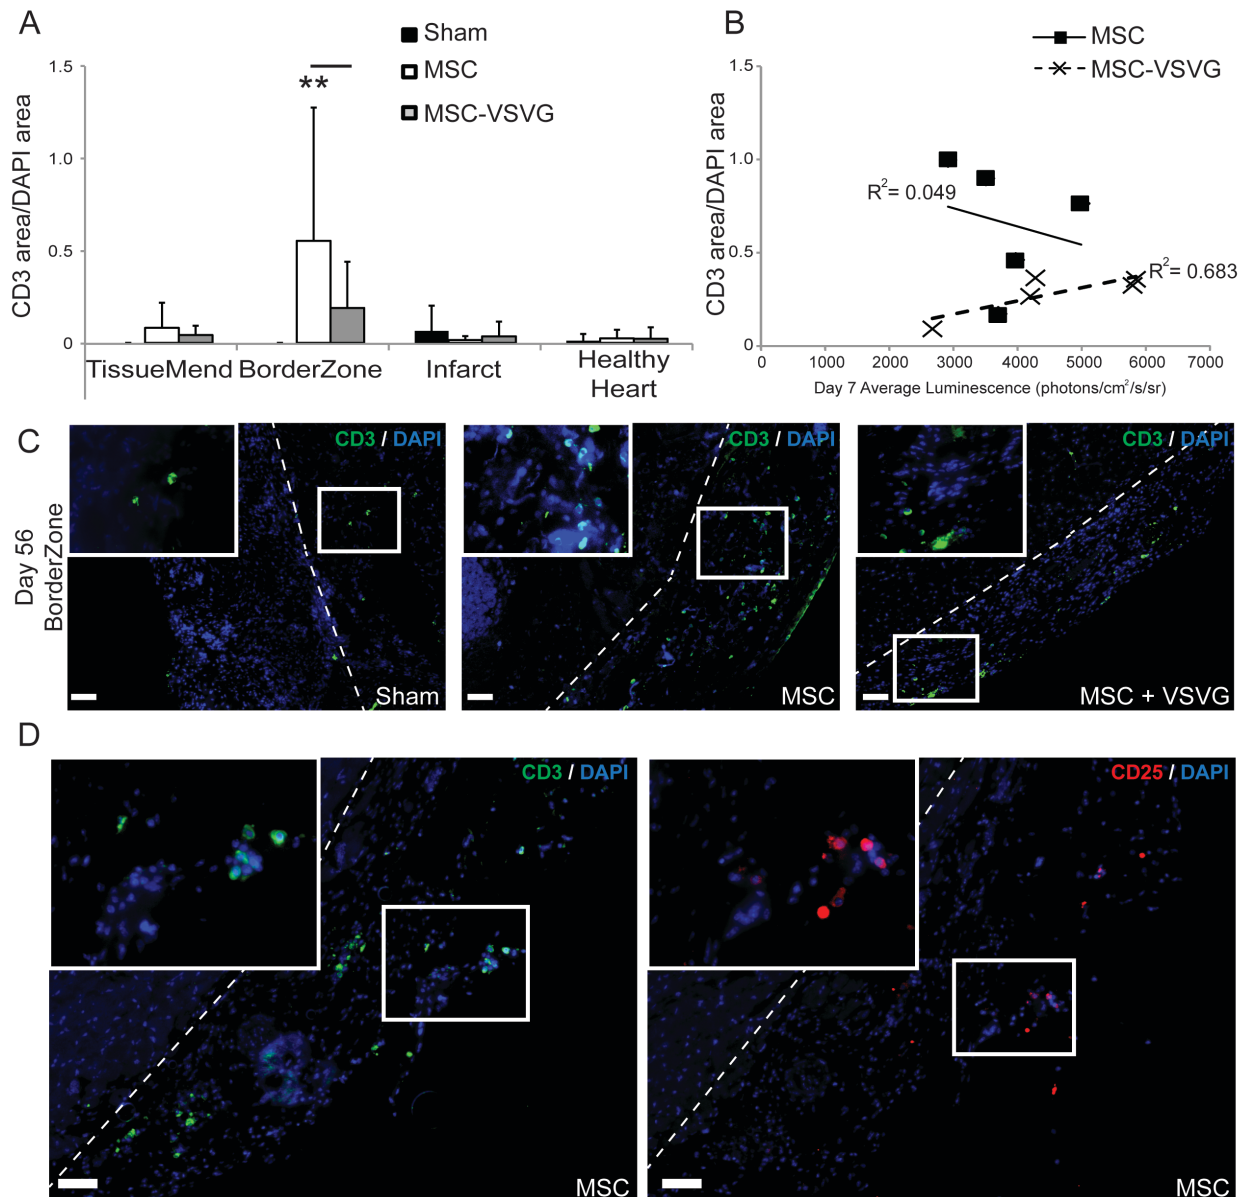 A
Sham
MSC
MSC-VSVG
**
CD3 area/DAPI area
1.5
1.0
0.5
0
TissueMend
BorderZone
Infarct
Healthy
Heart
B
MSC
MSC-VSVG
CD3 area/DAPI area
1.5
1.0
0.5
0
R²= 0.049
R²= 0.683
0 1000 2000 3000 4000 5000 6000 7000
Day 7 Average Luminescence (photons/cm²/s/sr)
C
Day 56
BorderZone
CD3 / DAPI
Sham
CD3 / DAPI
MSC
CD3 / DAPI
MSC + VSVG
D
CD3 / DAPI
MSC
CD25 / DAPI
MSC